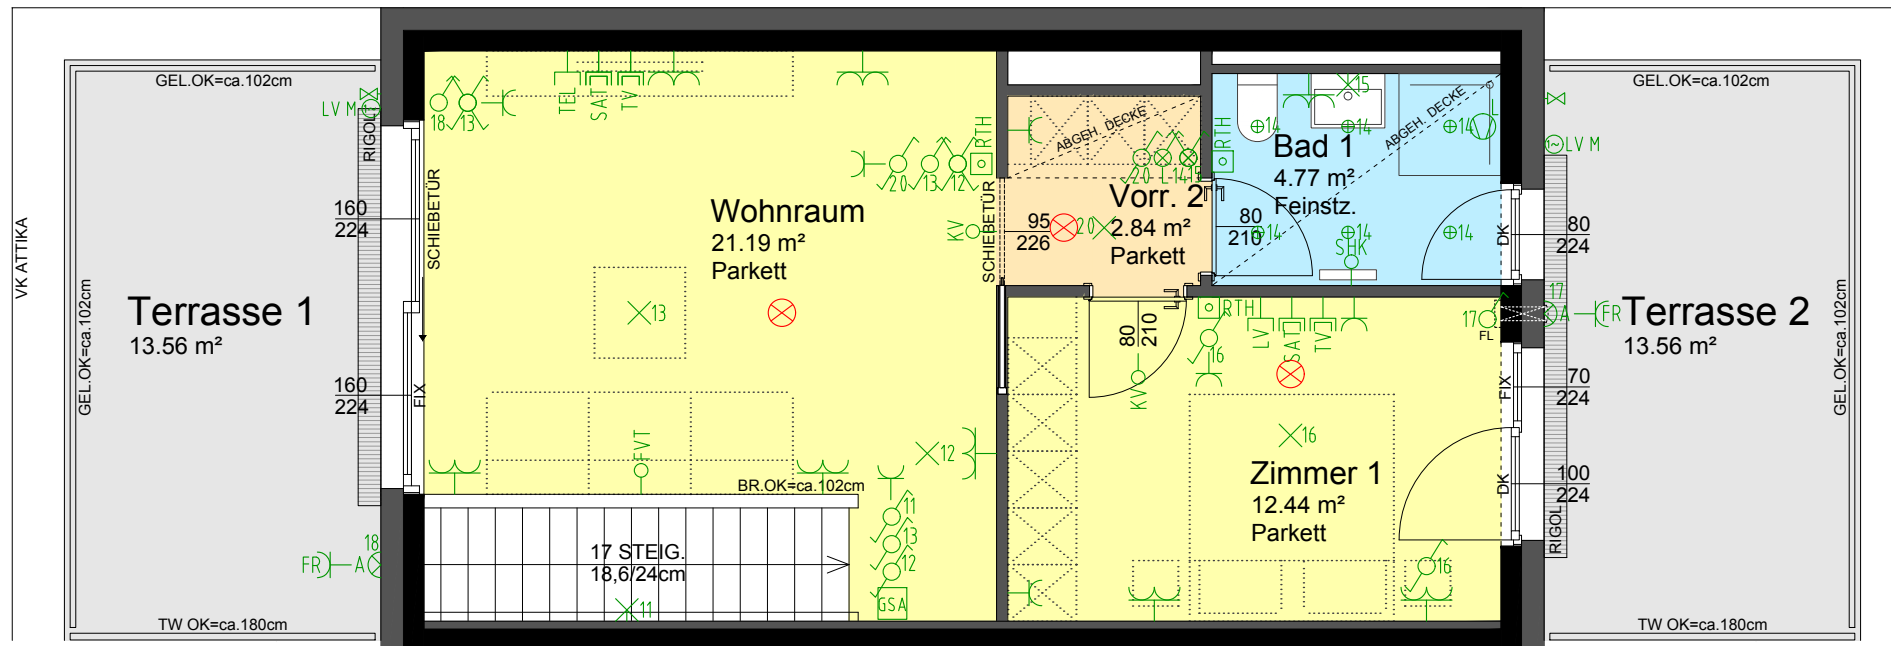 VK ATTIKA
GEL.OK=ca.102cm
GEL.OK=ca.102cm
Terrasse 1
13.56 m²
TW OK=ca.180cm
LV M
RIGOL
160
224
160
224
18
FR
A
SCHIEBETÜR
FIX
18
13
TEL
SAT
TV
20
13
12
RTH
Wohnraum
21.19 m²
Parkett
13
KV
SCHIEBETÜR
FVT
12
BR.OK=ca.102cm
17 STEIG.
18,6/24cm
11
11
13
12
GSA
ABGEH. DECKE
20
L
14
15
95
226
20
Vorr. 2
2.84 m²
Parkett
RTH
Bad 1
4.77 m²
Feinstz.
ABGEH. DECKE
15
14
14
14
L
80
210
14
14
14
SHK
DK
80
210
KV
RTH
16
LV
SAT
TV
16
Zimmer 1
12.44 m²
Parkett
16
17
FL
FIX
DK
GEL.OK=ca.102cm
LV M
80
224
17
A
FR
Terrasse 2
13.56 m²
70
224
100
224
RIGOL
GEL.OK=ca.102cm
TW OK=ca.180cm